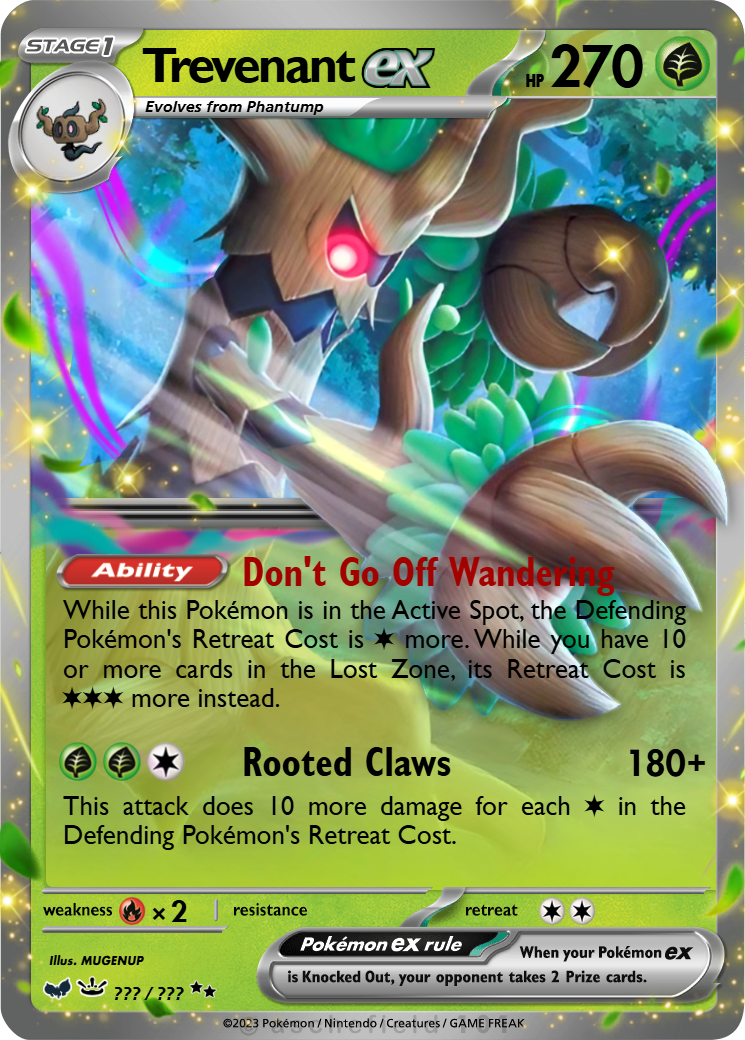 STAGE 1
Trevenant ex
HP 270
Evolves from Phantump
Ability Don't Go Off Wandering
While this Pokémon is in the Active Spot, the Defending
Pokémon's Retreat Cost is ✶ more. While you have 10
or more cards in the Lost Zone, its Retreat Cost is
✶✶✶ more instead.
Rooted Claws 180+
This attack does 10 more damage for each ✶ in the
Defending Pokémon's Retreat Cost.
weakness × 2 resistance retreat
Illus. MUGENUP
??? / ??? ★★
Pokémon ex rule
When your Pokémon ex
is Knocked Out, your opponent takes 2 Prize cards.
©2023 Pokémon / Nintendo / Creatures / GAME FREAK